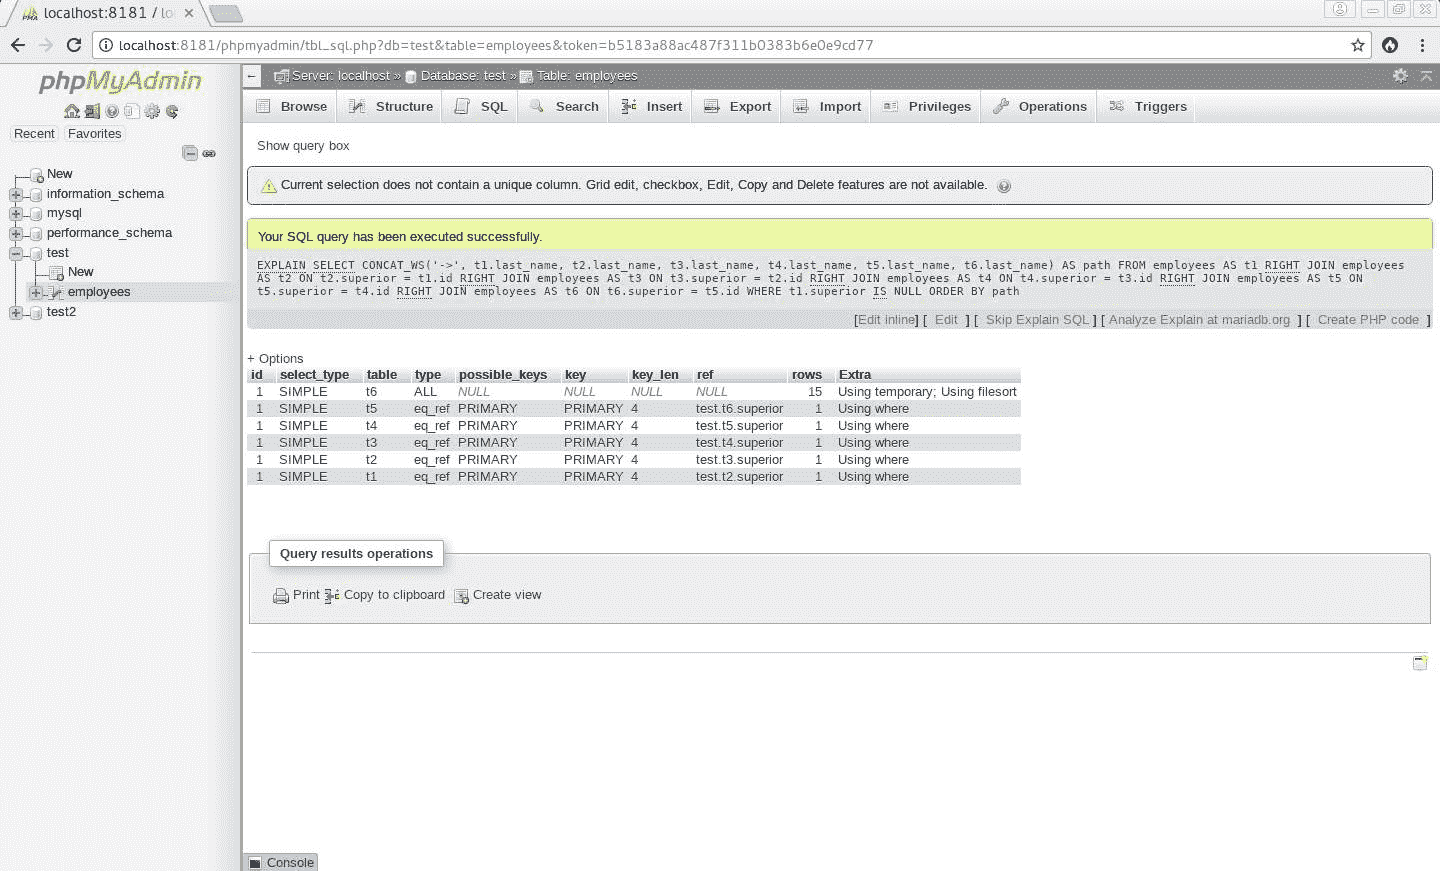 localhost:8181 / lo
localhost:8181/phpmyadmin/tbl_sql.php?db=test&table=employees&token=b5183a88ac487f311b0383b6e0e9cd77
phpMyAdmin
Recent Favorites
New
information_schema
mysql
performance_schema
test
New
employees
test2
Server: localhost » Database: test » Table: employees
Browse Structure SQL Search Insert Export Import Privileges Operations Triggers
Show query box
Current selection does not contain a unique column. Grid edit, checkbox, Edit, Copy and Delete features are not available.
Your SQL query has been executed successfully.
EXPLAIN SELECT CONCAT_WS('->', t1.last_name, t2.last_name, t3.last_name, t4.last_name, t5.last_name, t6.last_name) AS path FROM employees AS t1 RIGHT JOIN employees
AS t2 ON t2.superior = t1.id RIGHT JOIN employees AS t3 ON t3.superior = t2.id RIGHT JOIN employees AS t4 ON t4.superior = t3.id RIGHT JOIN employees AS t5 ON
t5.superior = t4.id RIGHT JOIN employees AS t6 ON t6.superior = t5.id WHERE t1.superior IS NULL ORDER BY path
[Edit inline] [ Edit ] [ Skip Explain SQL ] [ Analyze Explain at mariadb.org ] [ Create PHP code ]
+ Options
id select_type table type possible_keys key key_len ref rows Extra
1 SIMPLE t6 ALL NULL NULL NULL NULL 15 Using temporary; Using filesort
1 SIMPLE t5 eq_ref PRIMARY PRIMARY 4 test.t6.superior 1 Using where
1 SIMPLE t4 eq_ref PRIMARY PRIMARY 4 test.t5.superior 1 Using where
1 SIMPLE t3 eq_ref PRIMARY PRIMARY 4 test.t4.superior 1 Using where
1 SIMPLE t2 eq_ref PRIMARY PRIMARY 4 test.t3.superior 1 Using where
1 SIMPLE t1 eq_ref PRIMARY PRIMARY 4 test.t2.superior 1 Using where
Query results operations
Print Copy to clipboard Create view
Console